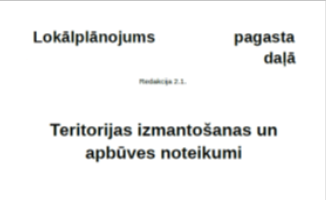 Lokālplānojums pagasta
daļā
Redakcija 2.1.
Teritorijas izmantošanas un
apbūves noteikumi